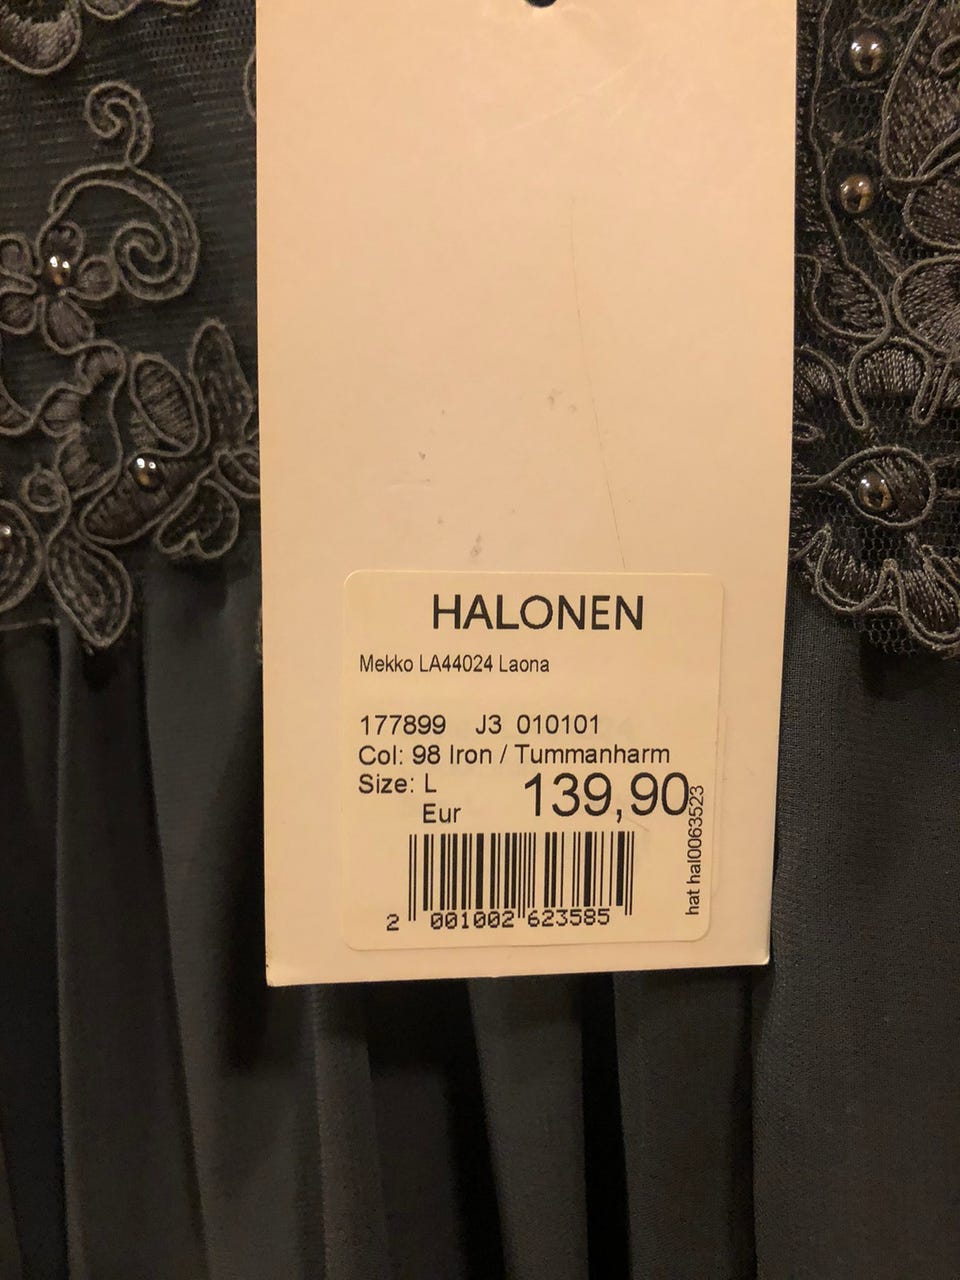 HALONEN
Mekko LA44024 Laona
177899 J3 010101
Col: 98 Iron / Tummanharm
Size: L
Eur 139,90
hat hal0063523
2 001002 623585